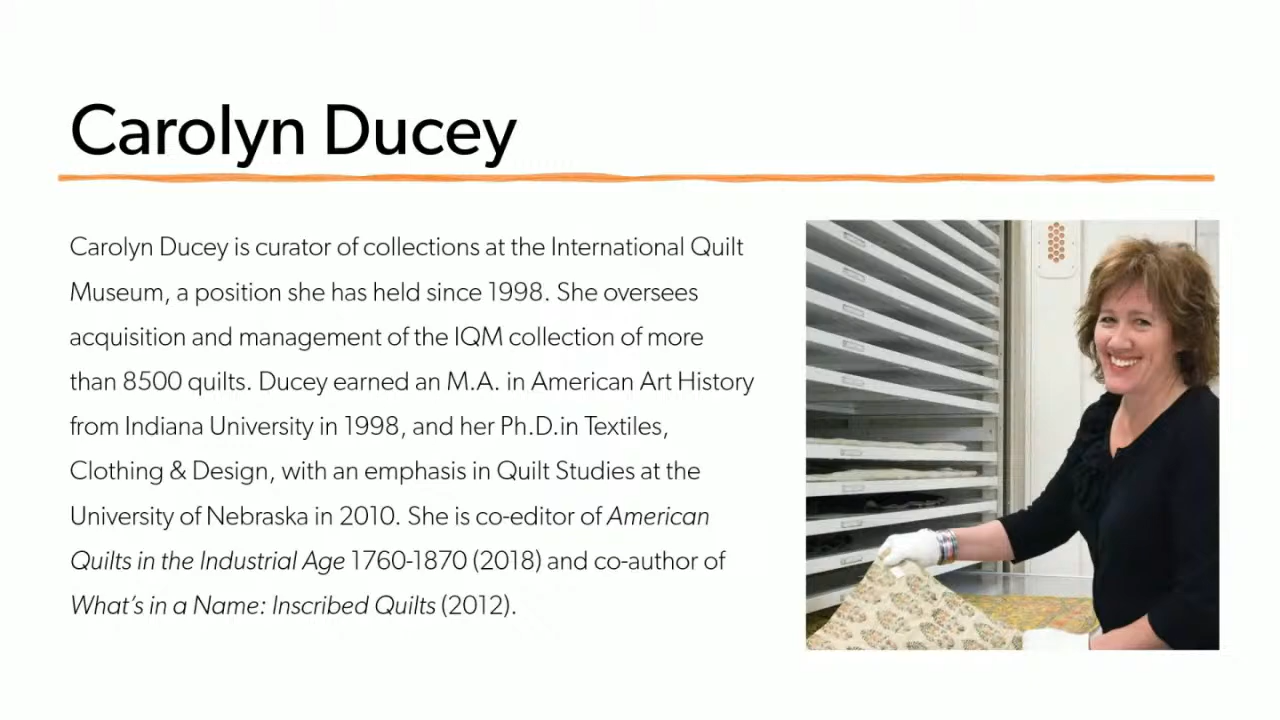 Carolyn Ducey
Carolyn Ducey is curator of collections at the International Quilt
Museum, a position she has held since 1998. She oversees
acquisition and management of the IQM collection of more
than 8500 quilts. Ducey earned an M.A. in American Art History
from Indiana University in 1998, and her Ph.D.in Textiles,
Clothing & Design, with an emphasis in Quilt Studies at the
University of Nebraska in 2010. She is co-editor of American
Quilts in the Industrial Age 1760-1870 (2018) and co-author of
What's in a Name: Inscribed Quilts (2012).